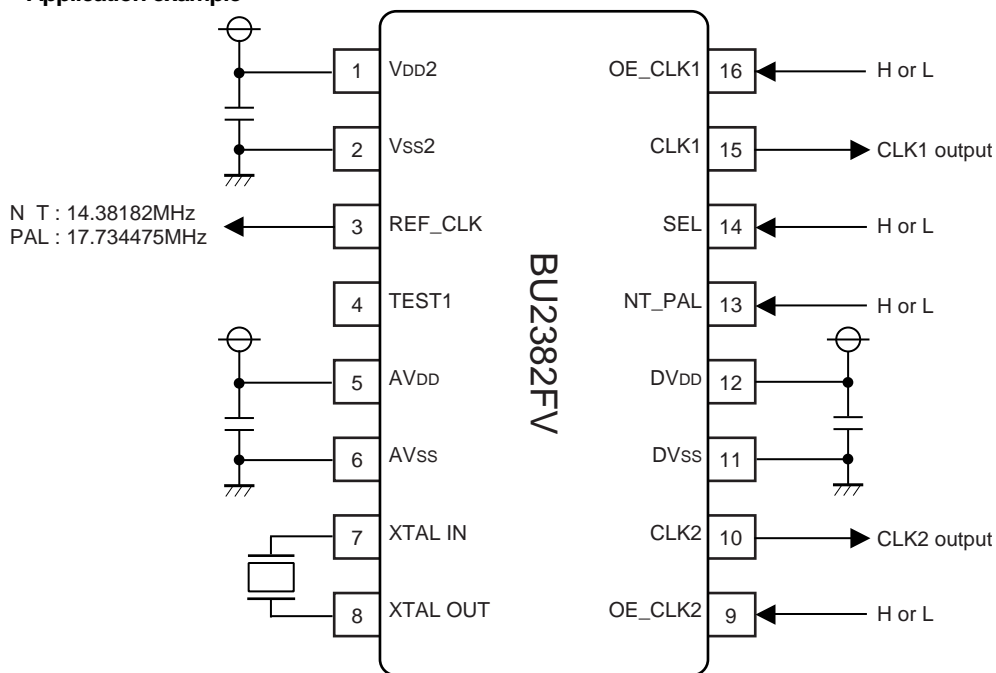 1 VDD2
2 Vss2
N T : 14.38182MHz
PAL : 17.734475MHz
3 REF_CLK
4 TEST1
5 AVDD
6 AVss
7 XTAL IN
8 XTAL OUT
BU2382FV
OE_CLK1 16 H or L
CLK1 15 CLK1 output
SEL 14 H or L
NT_PAL 13 H or L
DVDD 12
DVss 11
CLK2 10 CLK2 output
OE_CLK2 9 H or L